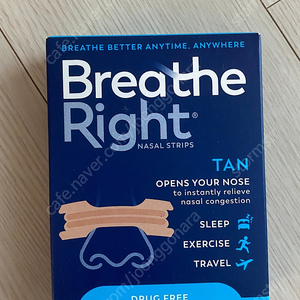 BREATHE BETTER ANYTIME, ANYWHERE
Breathe
Right®
NASAL STRIPS
TAN
OPENS YOUR NOSE
to instantly relieve
nasal congestion
SLEEP
EXERCISE
TRAVEL
DRUG FREE